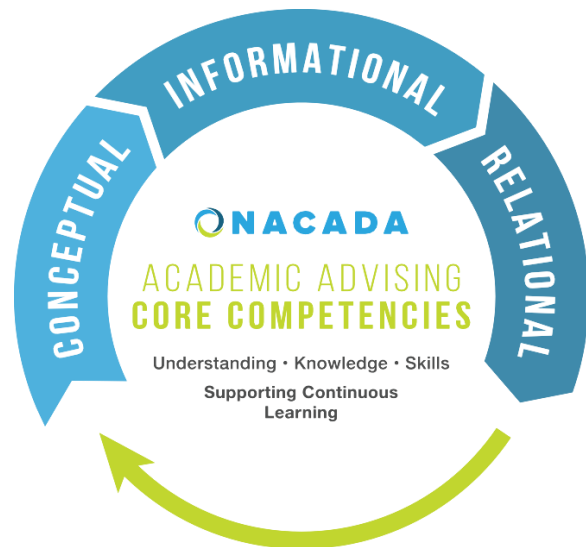 CONCEPTUAL
INFORMATIONAL
RELATIONAL
NACADA
ACADEMIC ADVISING
CORE COMPETENCIES
Understanding • Knowledge • Skills
Supporting Continuous
Learning